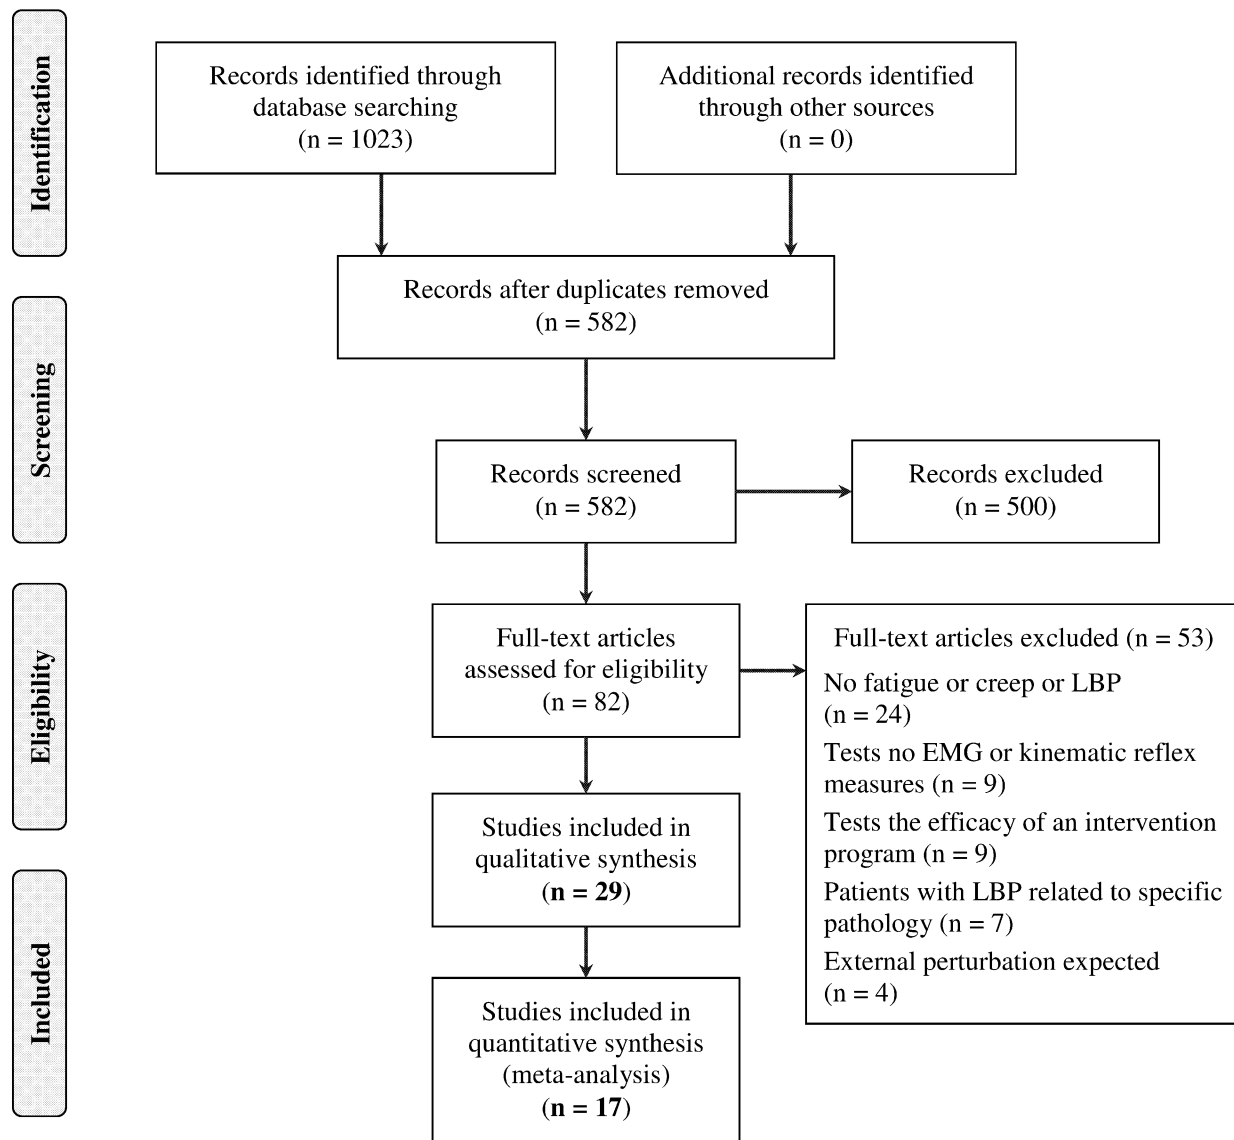 Identification
Records identified through
database searching
(n = 1023)
Additional records identified
through other sources
(n = 0)
Records after duplicates removed
(n = 582)
Screening
Records screened
(n = 582)
Records excluded
(n = 500)
Eligibility
Full-text articles
assessed for eligibility
(n = 82)
Full-text articles excluded (n = 53)
No fatigue or creep or LBP
(n = 24)
Tests no EMG or kinematic reflex
measures (n = 9)
Tests the efficacy of an intervention
program (n = 9)
Patients with LBP related to specific
pathology (n = 7)
External perturbation expected
(n = 4)
Studies included in
qualitative synthesis
(n = 29)
Included
Studies included in
quantitative synthesis
(meta-analysis)
(n = 17)